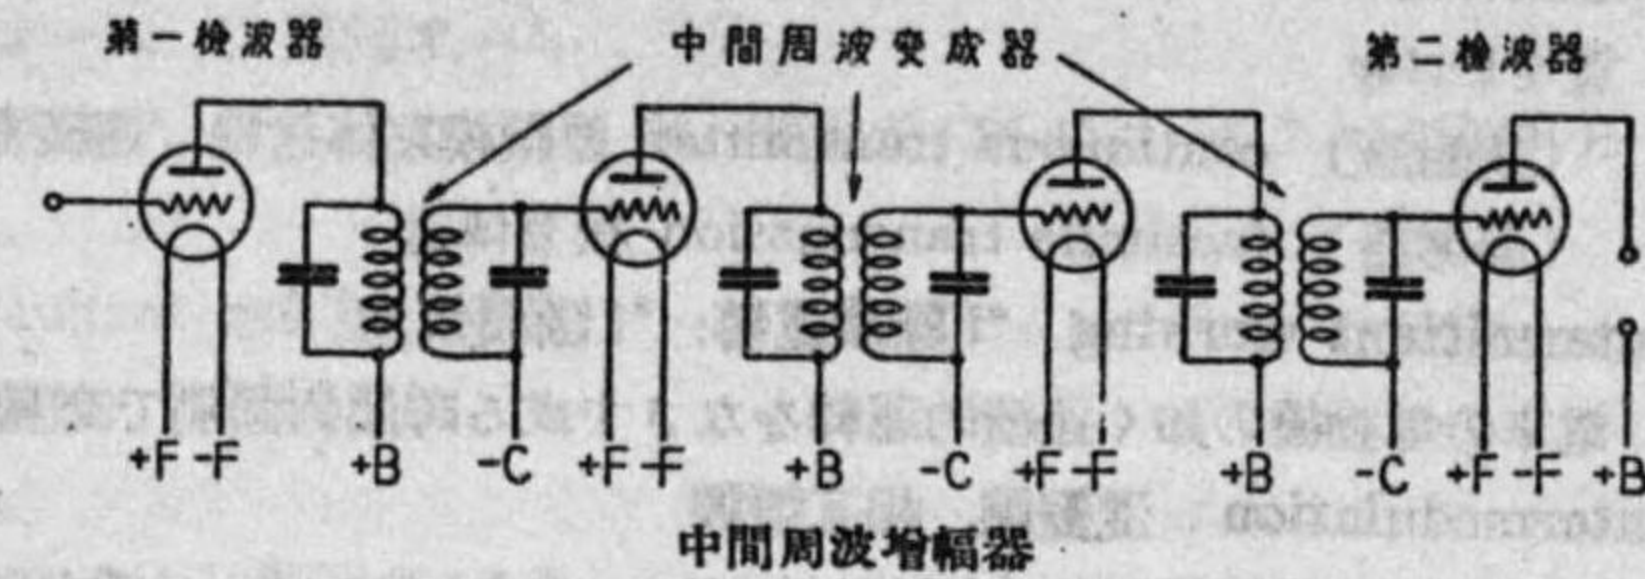 第一檢波器 中間周波変成器 第二檢波器
+F -F +B -C +F -F +B -C +F -F +B -C +F -F +B
中間周波增幅器